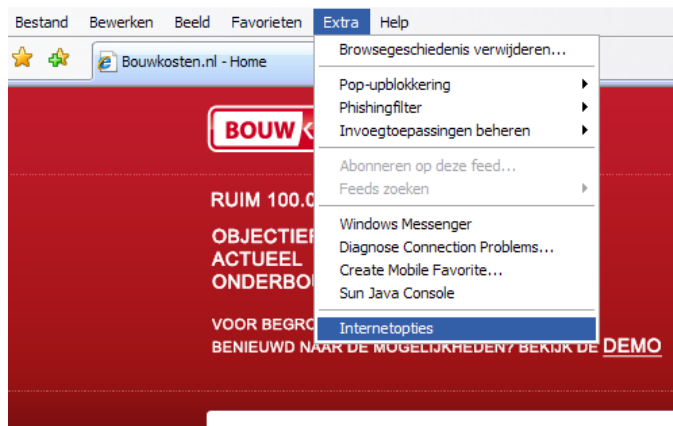 Bestand Bewerken Beeld Favorieten Extra Help
Bouwkosten.nl - Home
Browsegeschiedenis verwijderen...
Pop-upblokkering
Phishingfilter
Invoegtoepassingen beheren
Abonneren op deze feed...
Feeds zoeken
Windows Messenger
Diagnose Connection Problems...
Create Mobile Favorite...
Sun Java Console
Internetopties
BOUW
RUIM 100.0
OBJECTIEF
ACTUEEL
ONDERBO
VOOR BEGRO
BENIEUWD NAAR DE MOGELIJKHEDEN? BEKIJK DE DEMO